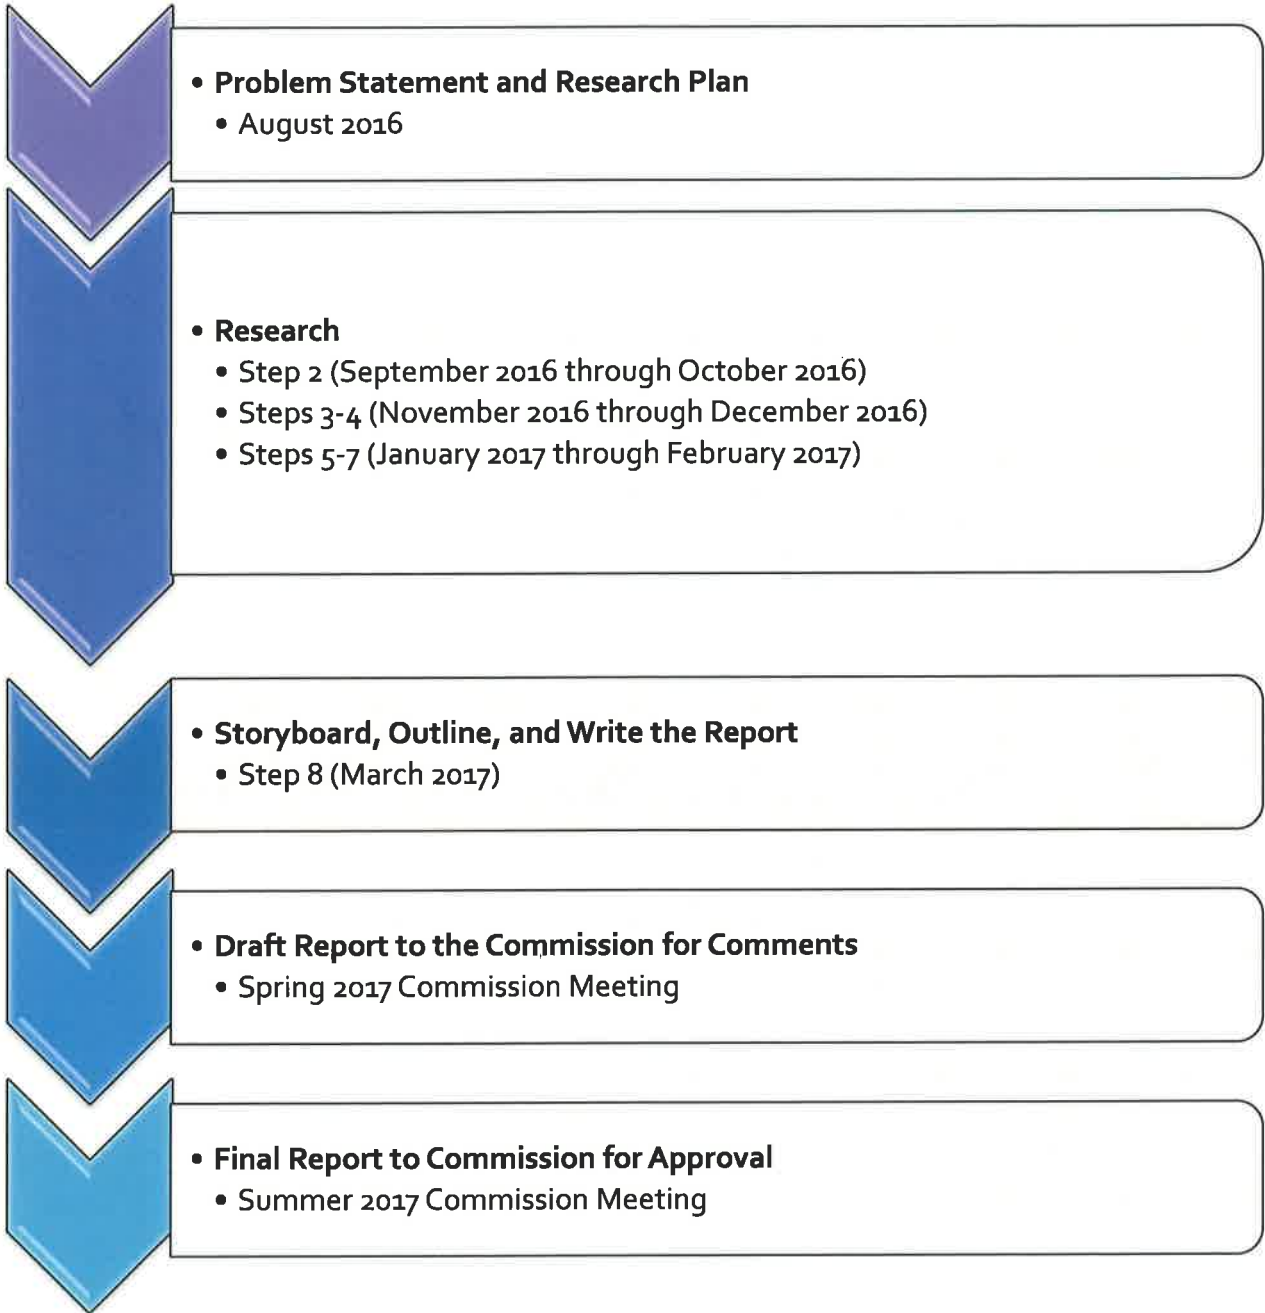 • Problem Statement and Research Plan
• August 2016
• Research
• Step 2 (September 2016 through October 2016)
• Steps 3-4 (November 2016 through December 2016)
• Steps 5-7 (January 2017 through February 2017)
• Storyboard, Outline, and Write the Report
• Step 8 (March 2017)
• Draft Report to the Commission for Comments
• Spring 2017 Commission Meeting
• Final Report to Commission for Approval
• Summer 2017 Commission Meeting